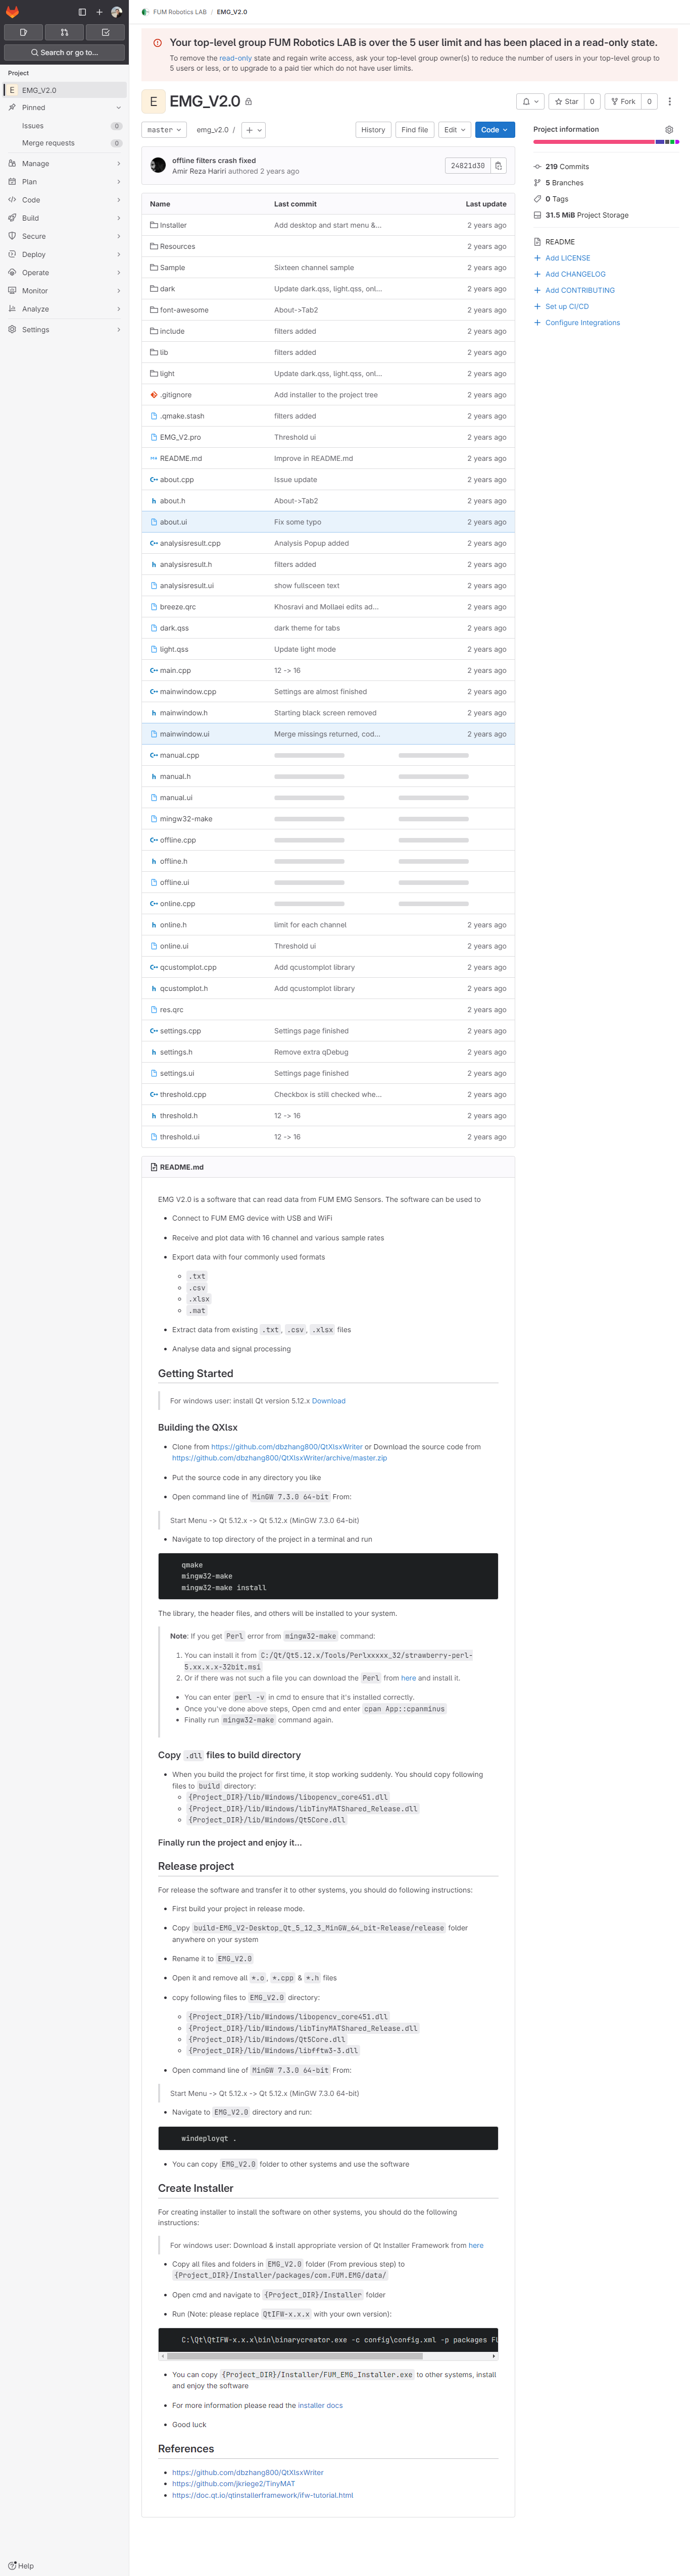 FUM Robotics LAB / EMG_V2.0
Search or go to...
Project
E EMG_V2.0
Pinned
Issues 0
Merge requests 0
Manage
Plan
Code
Build
Secure
Deploy
Operate
Monitor
Analyze
Settings
Help
Your top-level group FUM Robotics LAB is over the 5 user limit and has been placed in a read-only state.
To remove the read-only state and regain write access, ask your top-level group owner(s) to reduce the number of users in your top-level group to
5 users or less, or to upgrade to a paid tier which do not have user limits.
E EMG_V2.0
Star 0 Fork 0
master emg_v2.0 / + History Find file Edit Code
offline filters crash fixed
Amir Reza Hariri authored 2 years ago
24821d30
Name Last commit Last update
Installer Add desktop and start menu &... 2 years ago
Resources 2 years ago
Sample Sixteen channel sample 2 years ago
dark Update dark.qss, light.qss, onl... 2 years ago
font-awesome About->Tab2 2 years ago
include filters added 2 years ago
lib filters added 2 years ago
light Update dark.qss, light.qss, onl... 2 years ago
.gitignore Add installer to the project tree 2 years ago
.qmake.stash filters added 2 years ago
EMG_V2.pro Threshold ui 2 years ago
README.md Improve in README.md 2 years ago
about.cpp Issue update 2 years ago
about.h About->Tab2 2 years ago
about.ui Fix some typo 2 years ago
analysisresult.cpp Analysis Popup added 2 years ago
analysisresult.h filters added 2 years ago
analysisresult.ui show fullsceen text 2 years ago
breeze.qrc Khosravi and Mollaei edits ad... 2 years ago
dark.qss dark theme for tabs 2 years ago
light.qss Update light mode 2 years ago
main.cpp 12 -> 16 2 years ago
mainwindow.cpp Settings are almost finished 2 years ago
mainwindow.h Starting black screen removed 2 years ago
mainwindow.ui Merge missings returned, cod... 2 years ago
manual.cpp
manual.h
manual.ui
mingw32-make
offline.cpp
offline.h
offline.ui
online.cpp
online.h limit for each channel 2 years ago
online.ui Threshold ui 2 years ago
qcustomplot.cpp Add qcustomplot library 2 years ago
qcustomplot.h Add qcustomplot library 2 years ago
res.qrc 2 years ago
settings.cpp Settings page finished 2 years ago
settings.h Remove extra qDebug 2 years ago
settings.ui Settings page finished 2 years ago
threshold.cpp Checkbox is still checked whe... 2 years ago
threshold.h 12 -> 16 2 years ago
threshold.ui 12 -> 16 2 years ago
Project information
219 Commits
5 Branches
0 Tags
31.5 MiB Project Storage
README
Add LICENSE
Add CHANGELOG
Add CONTRIBUTING
Set up CI/CD
Configure Integrations
README.md
EMG V2.0 is a software that can read data from FUM EMG Sensors. The software can be used to
Connect to FUM EMG device with USB and WiFi
Receive and plot data with 16 channel and various sample rates
Export data with four commonly used formats
.txt
.csv
.xlsx
.mat
Extract data from existing .txt, .csv, .xlsx files
Analyse data and signal processing
Getting Started
For windows user: install Qt version 5.12.x Download
Building the QXlsx
Clone from https://github.com/dbzhang800/QtXlsxWriter or Download the source code from
https://github.com/dbzhang800/QtXlsxWriter/archive/master.zip
Put the source code in any directory you like
Open command line of MinGW 7.3.0 64-bit From:
Start Menu -> Qt 5.12.x -> Qt 5.12.x (MinGW 7.3.0 64-bit)
Navigate to top directory of the project in a terminal and run
qmake
mingw32-make
mingw32-make install
The library, the header files, and others will be installed to your system.
Note: If you get Perl error from mingw32-make command:
1. You can install it from C:/Qt/Qt5.12.x/Tools/Perlxxxxx_32/strawberry-perl-
5.xx.x.x-32bit.msi
2. Or if there was not such a file you can download the Perl from here and install it.
You can enter perl -v in cmd to ensure that it's installed correctly.
Once you've done above steps, Open cmd and enter cpan App::cpanminus
Finally run mingw32-make command again.
Copy .dll files to build directory
When you build the project for first time, it stop working suddenly. You should copy following
files to build directory:
{Project_DIR}/lib/Windows/libopencv_core451.dll
{Project_DIR}/lib/Windows/libTinyMATShared_Release.dll
{Project_DIR}/lib/Windows/Qt5Core.dll
Finally run the project and enjoy it...
Release project
For release the software and transfer it to other systems, you should do following instructions:
First build your project in release mode.
Copy build-EMG_V2-Desktop_Qt_5_12_3_MinGW_64_bit-Release/release folder
anywhere on your system
Rename it to EMG_V2.0
Open it and remove all *.o, *.cpp & *.h files
copy following files to EMG_V2.0 directory:
{Project_DIR}/lib/Windows/libopencv_core451.dll
{Project_DIR}/lib/Windows/libTinyMATShared_Release.dll
{Project_DIR}/lib/Windows/Qt5Core.dll
{Project_DIR}/lib/Windows/libfftw3-3.dll
Open command line of MinGW 7.3.0 64-bit From:
Start Menu -> Qt 5.12.x -> Qt 5.12.x (MinGW 7.3.0 64-bit)
Navigate to EMG_V2.0 directory and run:
windeployqt .
You can copy EMG_V2.0 folder to other systems and use the software
Create Installer
For creating installer to install the software on other systems, you should do the following
instructions:
For windows user: Download & install appropriate version of Qt Installer Framework from here
Copy all files and folders in EMG_V2.0 folder (From previous step) to
{Project_DIR}/Installer/packages/com.FUM.EMG/data/
Open cmd and navigate to {Project_DIR}/Installer folder
Run (Note: please replace QtIFW-x.x.x with your own version):
C:\Qt\QtIFW-x.x.x\bin\binarycreator.exe -c config\config.xml -p packages FU
You can copy {Project_DIR}/Installer/FUM_EMG_Installer.exe to other systems, install
and enjoy the software
For more information please read the installer docs
Good luck
References
https://github.com/dbzhang800/QtXlsxWriter
https://github.com/jkriege2/TinyMAT
https://doc.qt.io/qtinstallerframework/ifw-tutorial.html